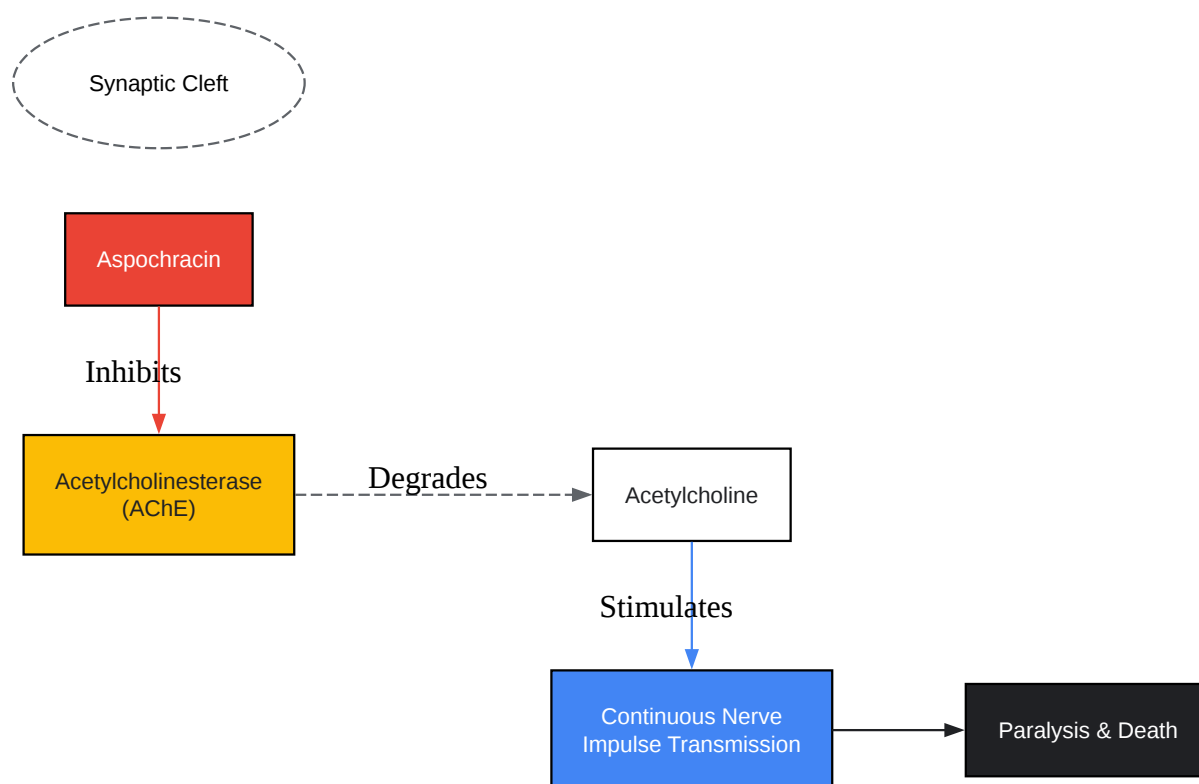 Synaptic Cleft
Aspochracin
Inhibits
Acetylcholinesterase
(AChE)
Degrades
Acetylcholine
Stimulates
Continuous Nerve
Impulse Transmission
Paralysis & Death